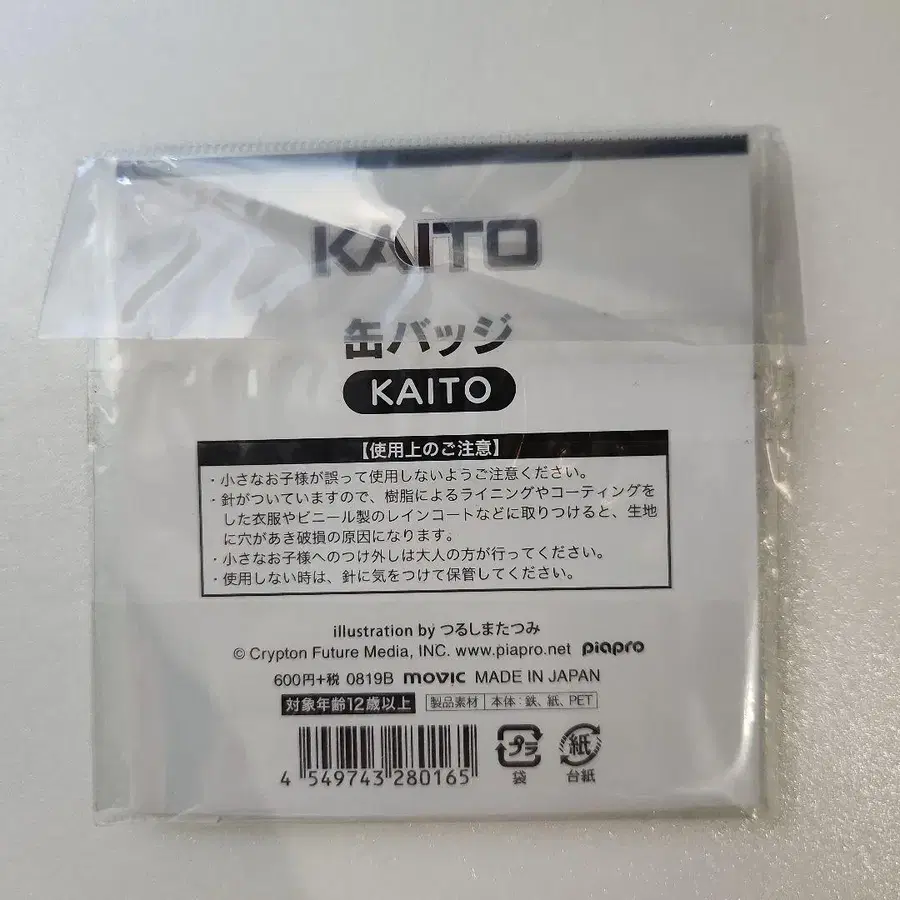 KAITO
缶バッジ
KAITO
【使用上のご注意】
・小さなお子様が誤って使用しないようご注意ください。
・針がついていますので、樹脂によるライニングやコーティングを
した衣服やビニール製のレインコートなどに取りつけると、生地
に穴があき破損の原因になります。
・小さなお子様へのつけ外しは大人の方が行ってください。
・使用しない時は、針に気をつけて保管してください。
illustration by つるしまたつみ
© Crypton Future Media, INC. www.piapro.net piapro
600円+税 0819B movic MADE IN JAPAN
対象年齢12歳以上 製品素材 本体：鉄、紙、PET
4 549743 280165
プラ 紙
袋 台紙